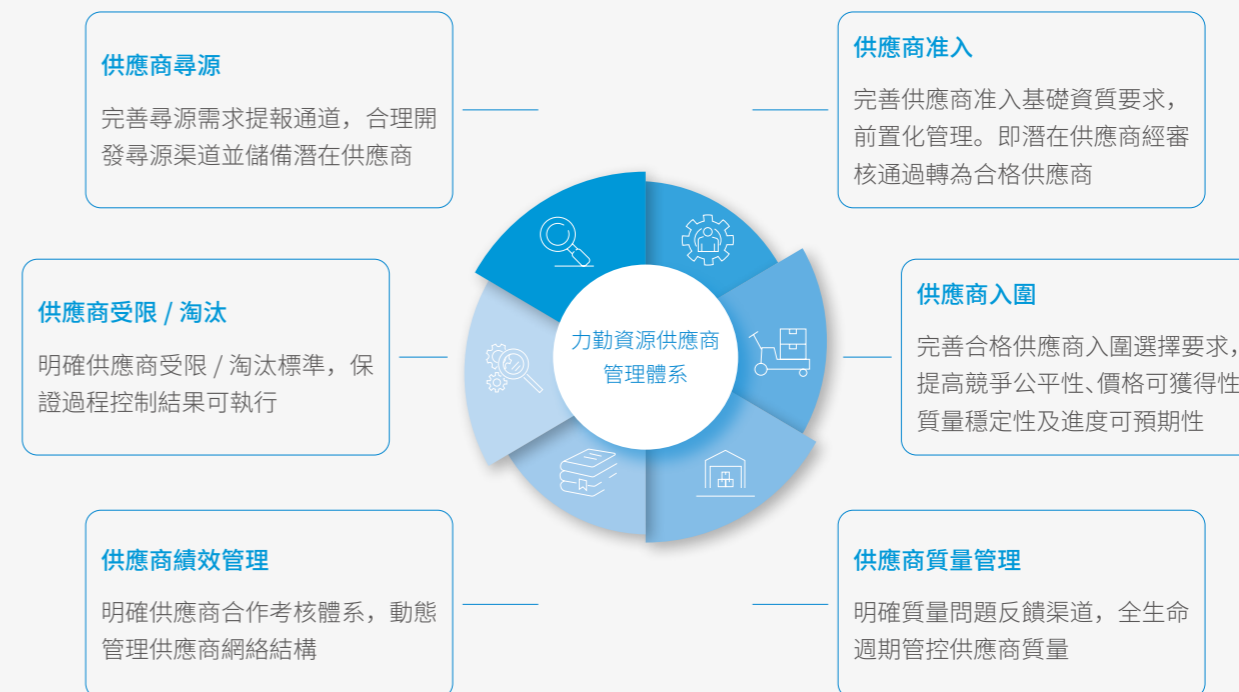 供應商尋源
完善尋源需求提報通道，合理開
發尋源渠道並儲備潛在供應商
供應商准入
完善供應商准入基礎資質要求，
前置化管理。即潛在供應商經審
核通過轉為合格供應商
供應商受限 / 淘汰
明確供應商受限 / 淘汰標準，保
證過程控制結果可執行
力勤資源供應商
管理體系
供應商入圍
完善合格供應商入圍選擇要求，
提高競爭公平性、價格可獲得性
質量穩定性及進度可預期性
供應商績效管理
明確供應商合作考核體系，動態
管理供應商網絡結構
供應商質量管理
明確質量問題反饋渠道，全生命
週期管控供應商質量